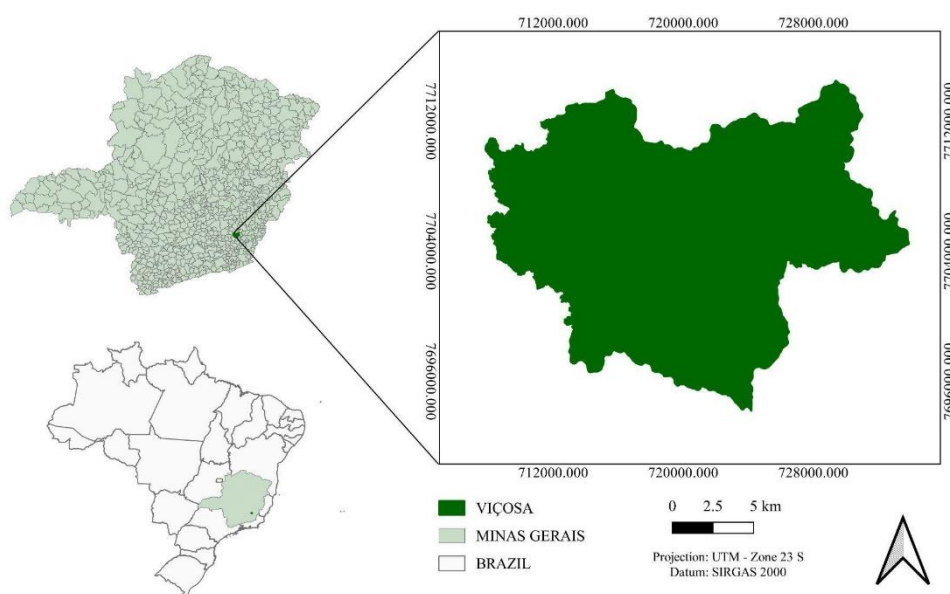 712000.000 720000.000 728000.000
7712000.000
7704000.000
7696000.000
7712000.000
7704000.000
7696000.000
712000.000 720000.000 728000.000
VIÇOSA
MINAS GERAIS
BRAZIL
0 2.5 5 km
Projection: UTM - Zone 23 S
Datum: SIRGAS 2000